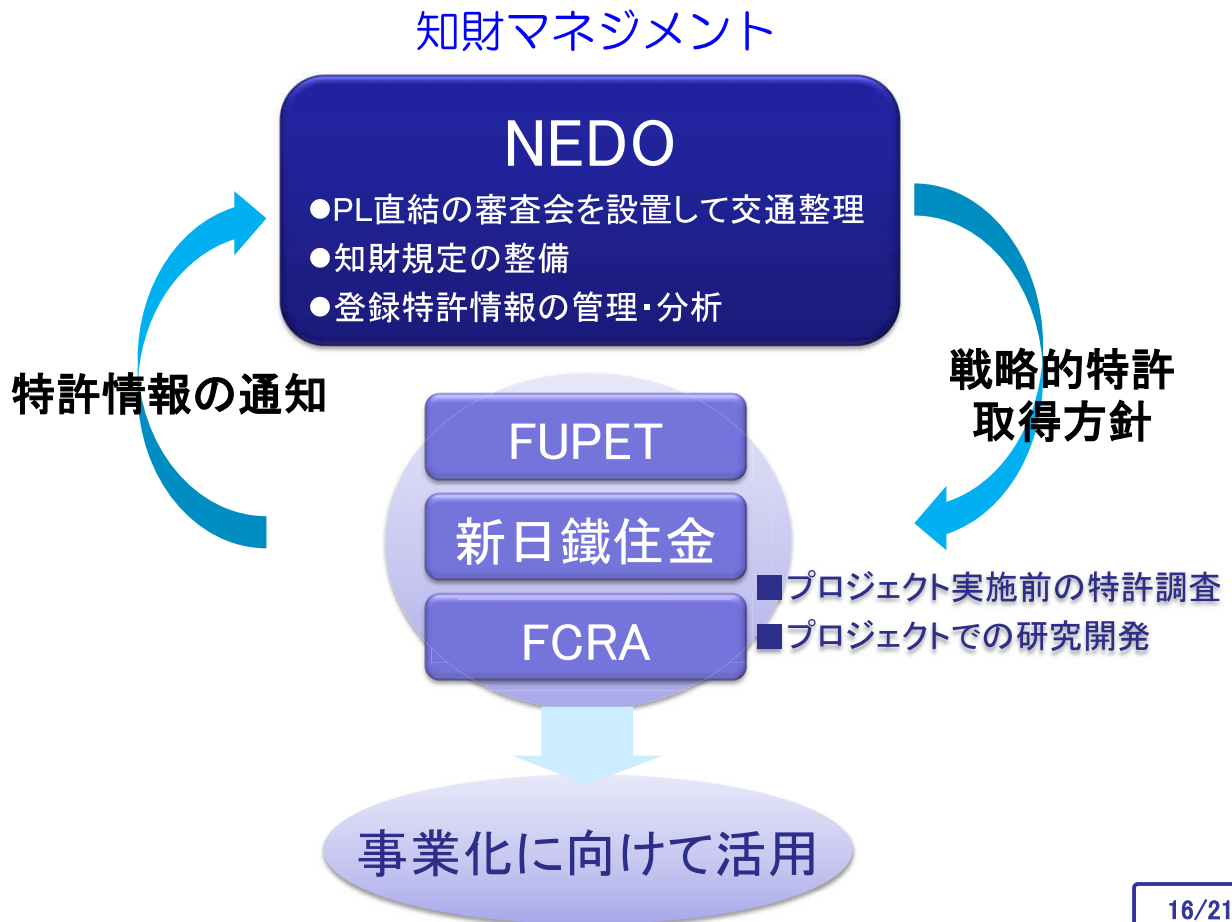 知財マネジメント
NEDO
●PL直結の審査会を設置して交通整理
●知財規定の整備
●登録特許情報の管理・分析
特許情報の通知
戦略的特許
取得方針
FUPET
新日鐵住金
FCRA
■プロジェクト実施前の特許調査
■プロジェクトでの研究開発
事業化に向けて活用
16/21